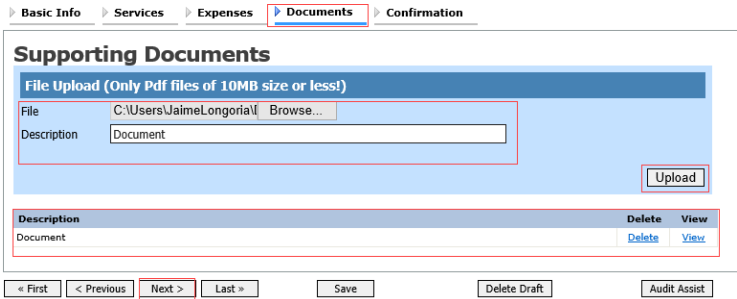 Basic Info Services Expenses Documents Confirmation
Supporting Documents
File Upload (Only Pdf files of 10MB size or less!)
File C:\Users\JaimeLongoria\ Browse...
Description Document
Upload
Description Delete View
Document Delete View
« First < Previous Next > Last » Save Delete Draft Audit Assist